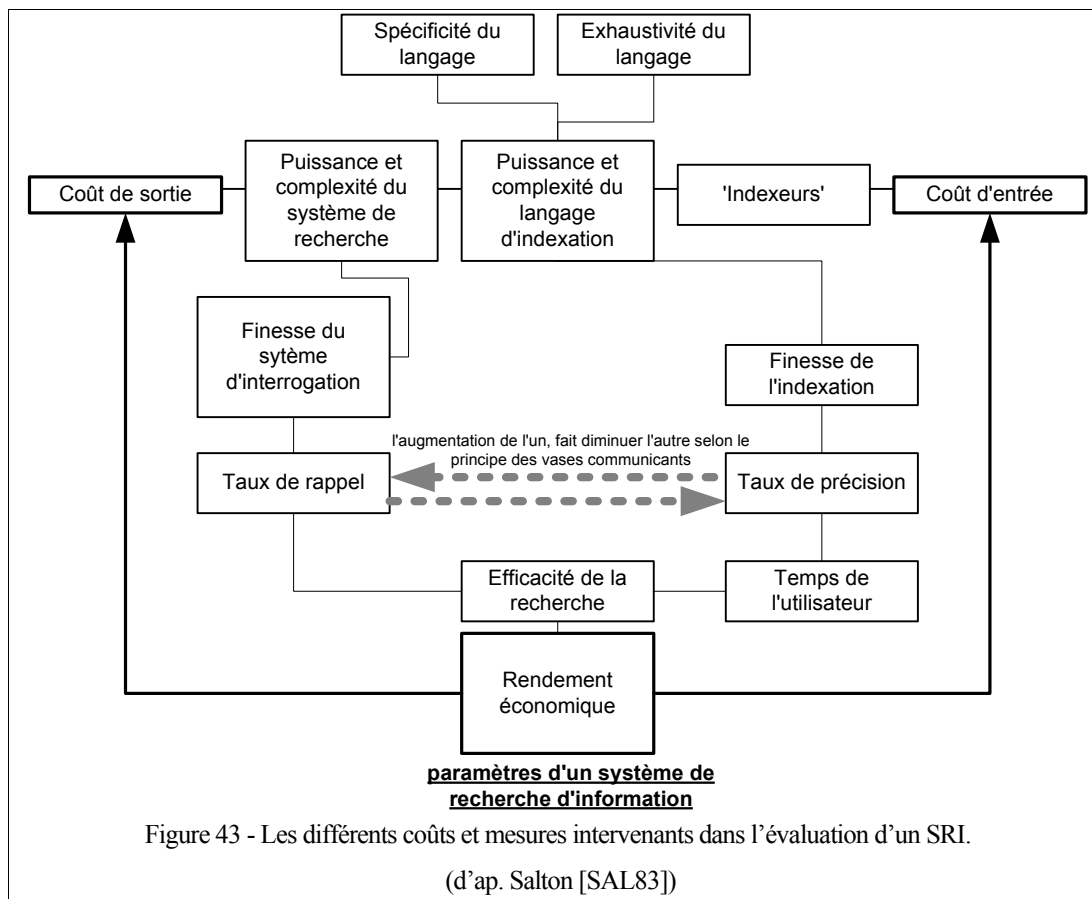 Spécificité du
langage
Exhaustivité du
langage
Coût de sortie
Puissance et
complexité du
système de
recherche
Puissance et
complexité du
langage
d'indexation
'Indexeurs'
Coût d'entrée
Finesse du
sytème
d'interrogation
Finesse de
l'indexation
l'augmentation de l'un, fait diminuer l'autre selon le
principe des vases communicants
Taux de rappel
Taux de précision
Efficacité de la
recherche
Temps de
l'utilisateur
Rendement
économique
paramètres d'un système de
recherche d'information
Figure 43 - Les différents coûts et mesures intervenants dans l’évaluation d’un SRI.
(d’ap. Salton [SAL83])